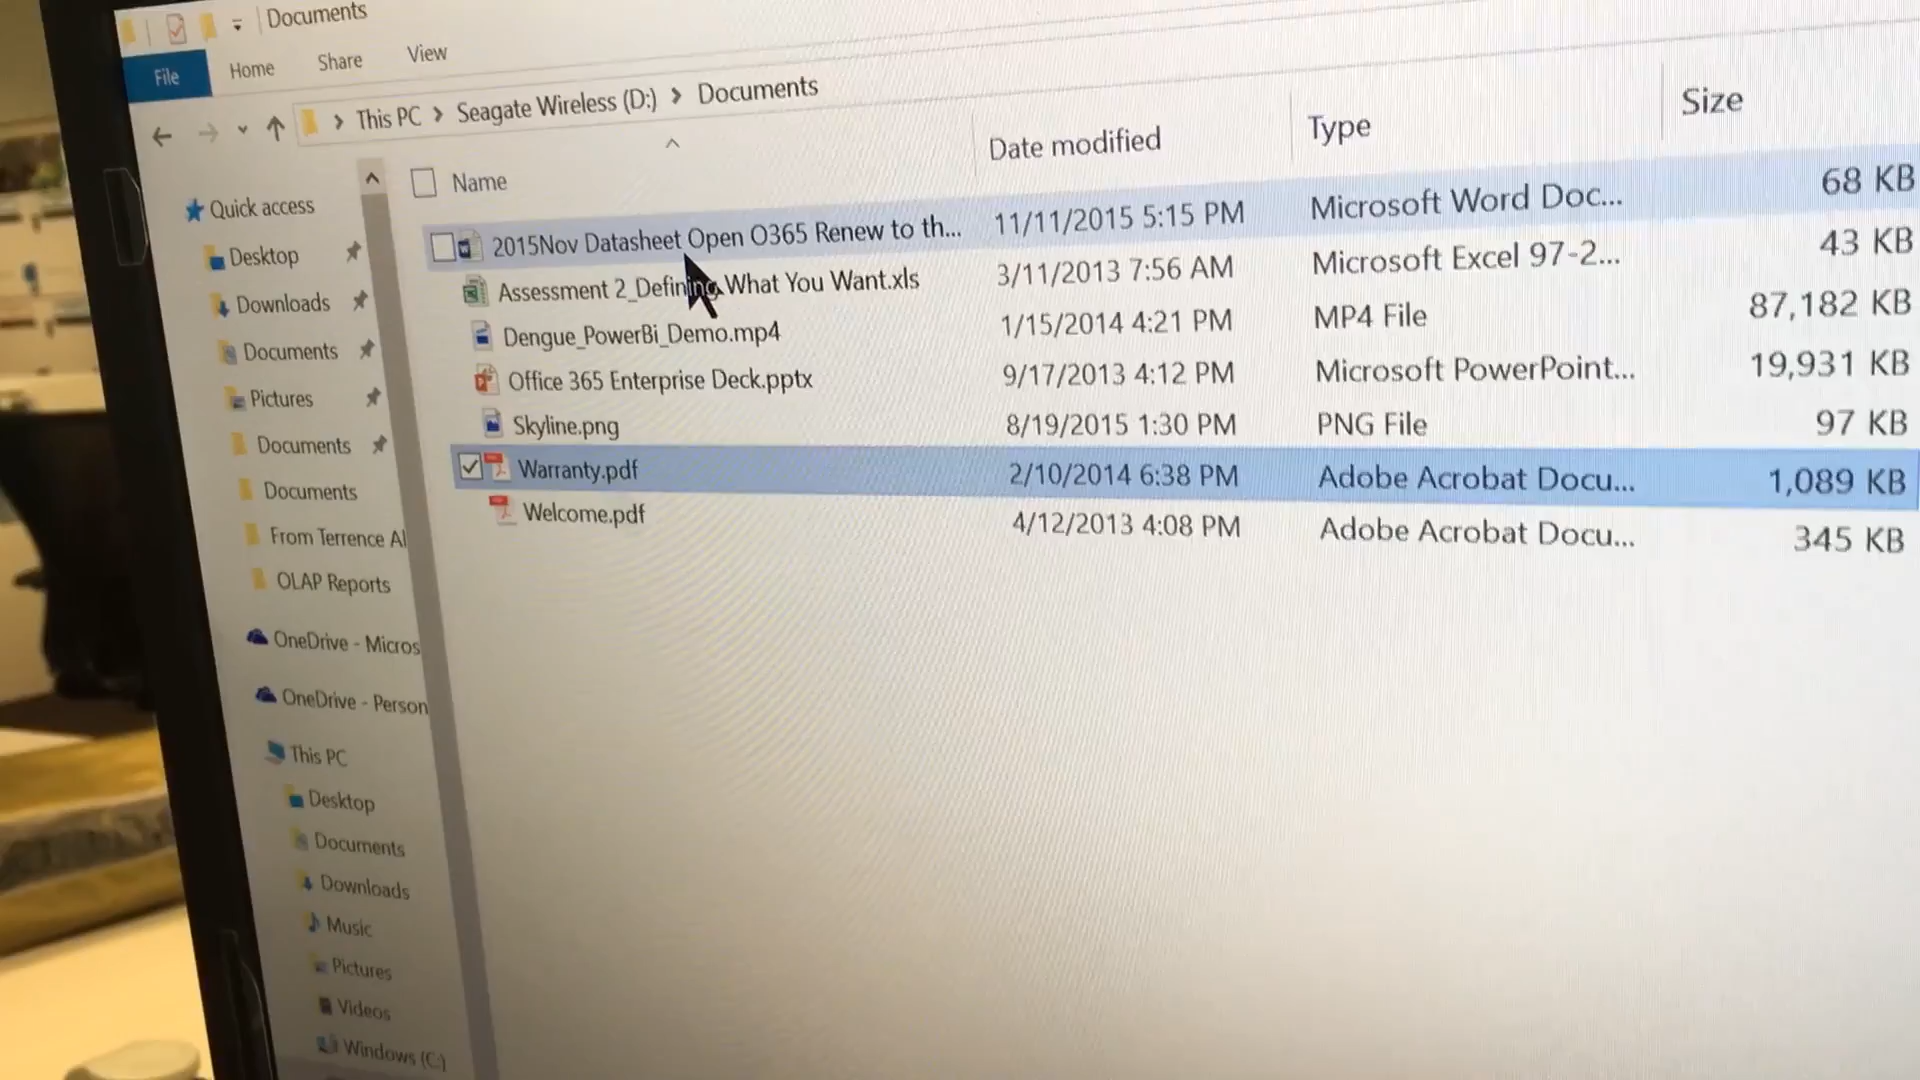 Documents
File Home Share View
This PC > Seagate Wireless (D:) > Documents
Name Date modified Type Size
2015Nov Datasheet Open O365 Renew to th... 11/11/2015 5:15 PM Microsoft Word Doc... 68 KB
Assessment 2_Defining What You Want.xls 3/11/2013 7:56 AM Microsoft Excel 97-2... 43 KB
Dengue_PowerBi_Demo.mp4 1/15/2014 4:21 PM MP4 File 87,182 KB
Office 365 Enterprise Deck.pptx 9/17/2013 4:12 PM Microsoft PowerPoint... 19,931 KB
Skyline.png 8/19/2015 1:30 PM PNG File 97 KB
Warranty.pdf 2/10/2014 6:38 PM Adobe Acrobat Docu... 1,089 KB
Welcome.pdf 4/12/2013 4:08 PM Adobe Acrobat Docu... 345 KB
Quick access
Desktop
Downloads
Documents
Pictures
Documents
Documents
From Terrence Al
OLAP Reports
OneDrive - Micros
OneDrive - Person
This PC
Desktop
Documents
Downloads
Music
Pictures
Videos
Windows (C:)